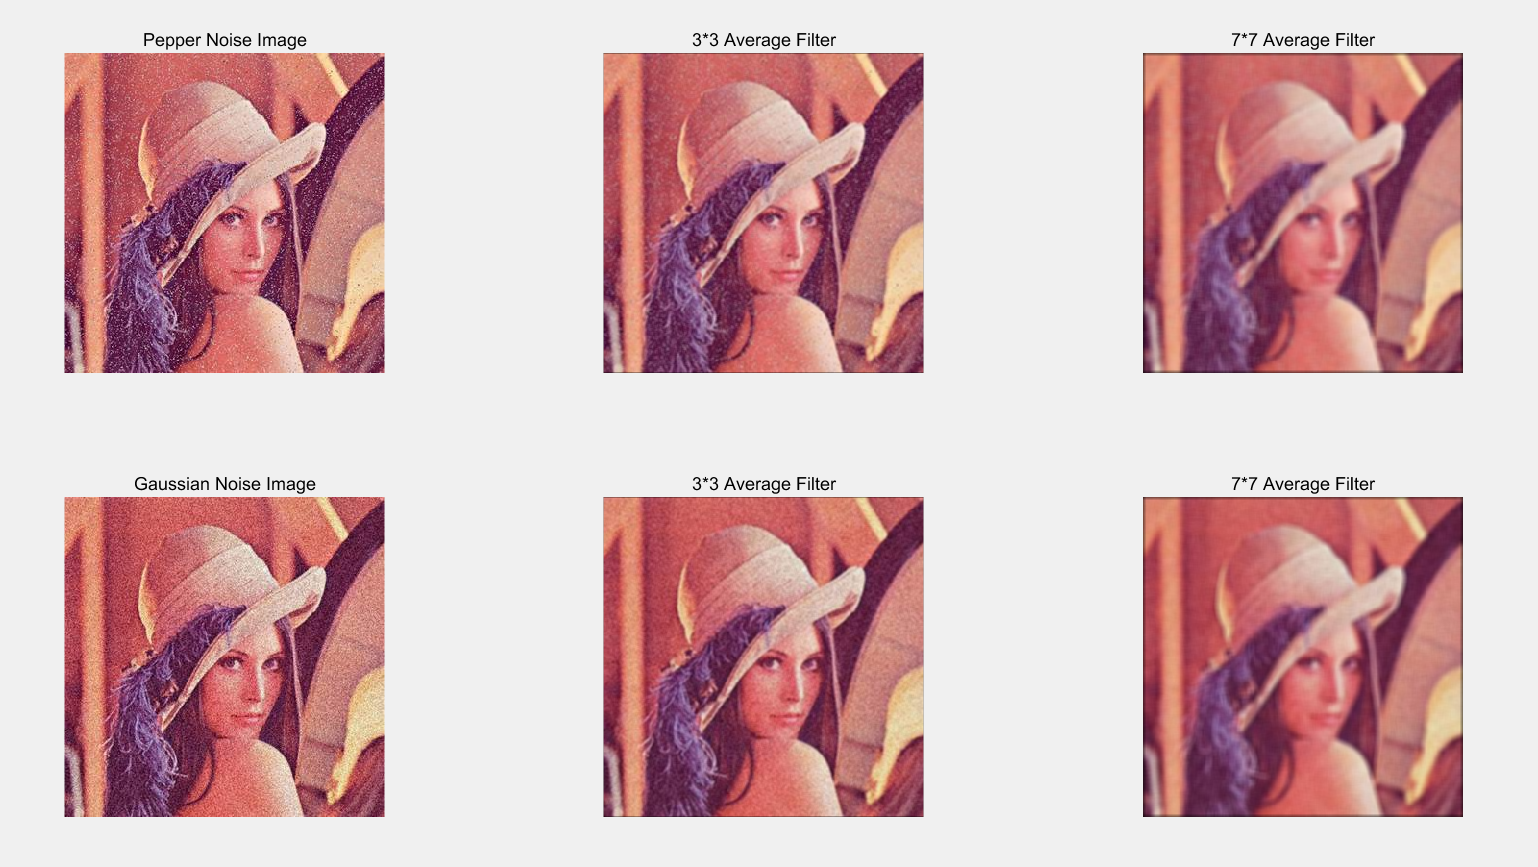 Pepper Noise Image
3*3 Average Filter
7*7 Average Filter
Gaussian Noise Image
3*3 Average Filter
7*7 Average Filter